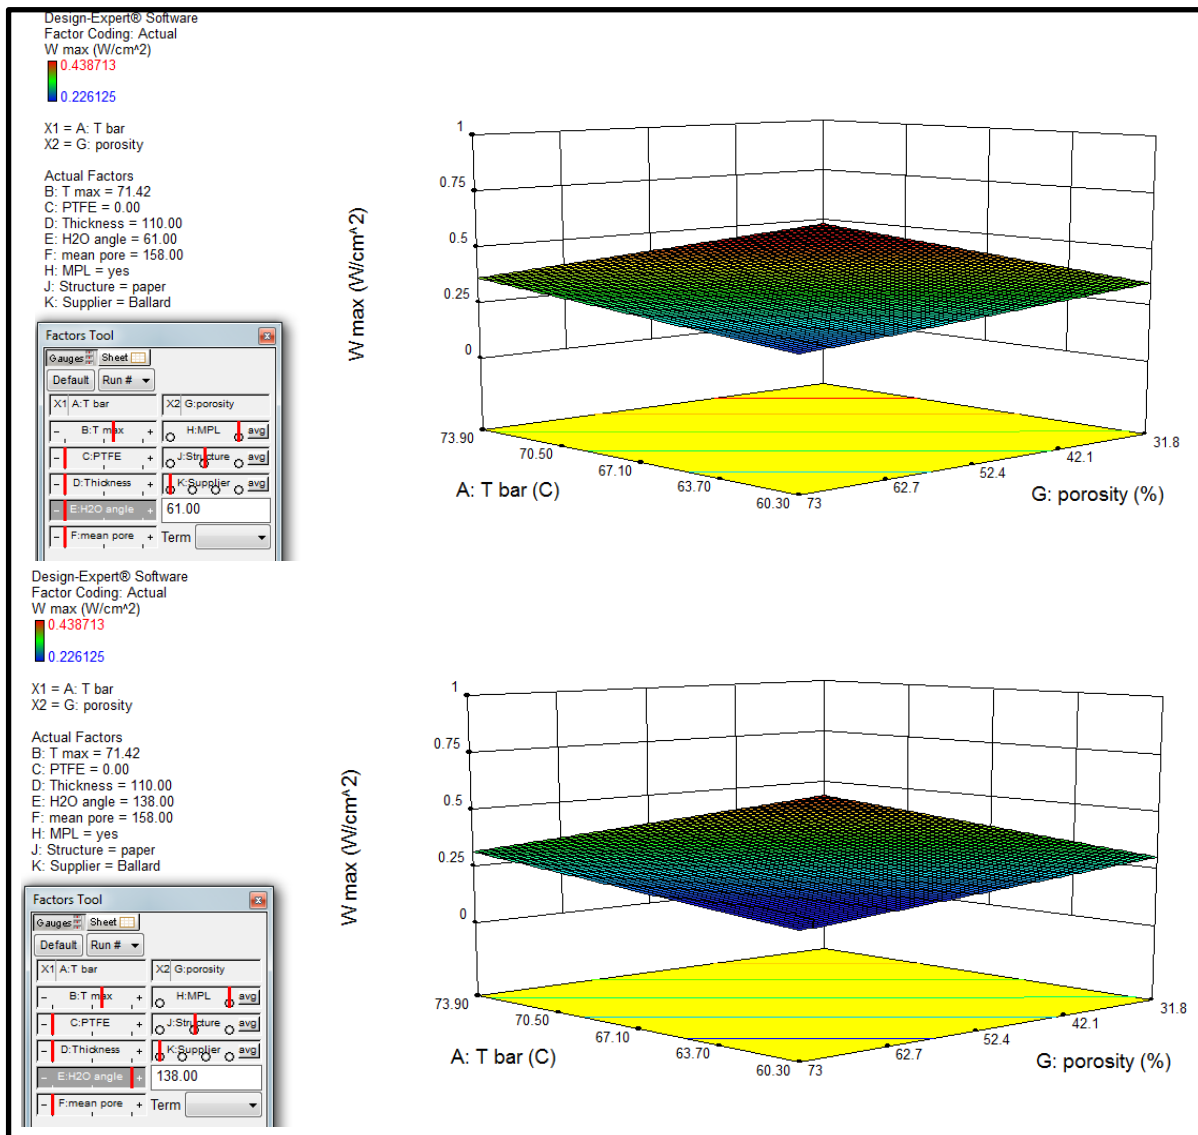 Design-Expert® Software
Factor Coding: Actual
W max (W/cm^2)
0.438713
0.226125
X1 = A: T bar
X2 = G: porosity
Actual Factors
B: T max = 71.42
C: PTFE = 0.00
D: Thickness = 110.00
E: H2O angle = 61.00
F: mean pore = 158.00
H: MPL = yes
J: Structure = paper
K: Supplier = Ballard
Factors Tool
Gauges Sheet
Default Run #
X1 A:T bar X2 G:porosity
- B:T max + H:MPL avg
- C:PTFE + J:Structure avg
- D:Thickness + K:Supplier avg
- E:H2O angle + 61.00
- F:mean pore + Term
W max (W/cm^2)
1
0.75
0.5
0.25
0
73.90
70.50
67.10
63.70
60.30
73
62.7
52.4
42.1
31.8
A: T bar (C)
G: porosity (%)
Design-Expert® Software
Factor Coding: Actual
W max (W/cm^2)
0.438713
0.226125
X1 = A: T bar
X2 = G: porosity
Actual Factors
B: T max = 71.42
C: PTFE = 0.00
D: Thickness = 110.00
E: H2O angle = 138.00
F: mean pore = 158.00
H: MPL = yes
J: Structure = paper
K: Supplier = Ballard
Factors Tool
Gauges Sheet
Default Run #
X1 A:T bar X2 G:porosity
- B:T max + H:MPL avg
- C:PTFE + J:Structure avg
- D:Thickness + K:Supplier avg
- E:H2O angle + 138.00
- F:mean pore + Term
W max (W/cm^2)
1
0.75
0.5
0.25
0
73.90
70.50
67.10
63.70
60.30
73
62.7
52.4
42.1
31.8
A: T bar (C)
G: porosity (%)